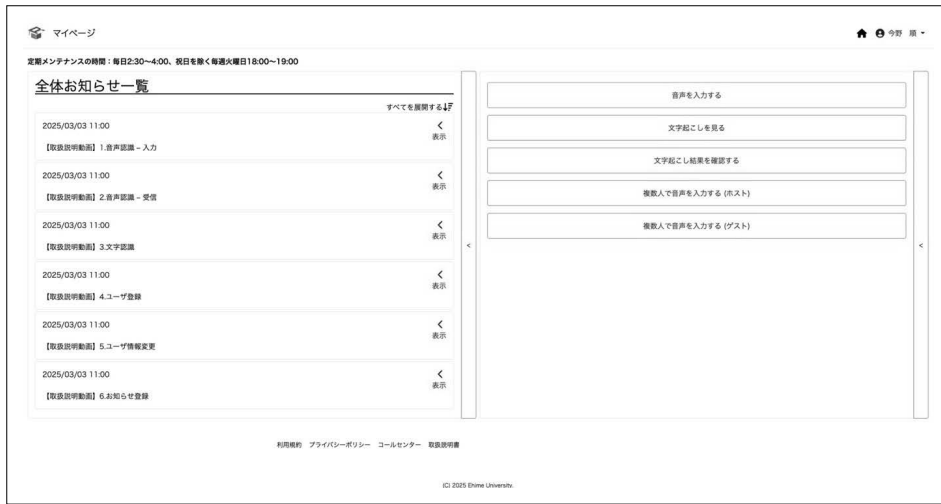 マイページ
今野 順
定期メンテナンスの時間：毎日2:30〜4:00、祝日を除く毎週火曜日18:00〜19:00
全体お知らせ一覧
すべてを展開する
2025/03/03 11:00
表示
【取扱説明動画】1.音声認識 – 入力
2025/03/03 11:00
表示
【取扱説明動画】2.音声認識 – 受信
2025/03/03 11:00
表示
【取扱説明動画】3.文字認識
2025/03/03 11:00
表示
【取扱説明動画】4.ユーザ登録
2025/03/03 11:00
表示
【取扱説明動画】5.ユーザ情報変更
2025/03/03 11:00
表示
【取扱説明動画】6.お知らせ登録
<
音声を入力する
文字起こしを見る
文字起こし結果を確認する
複数人で音声を入力する (ホスト)
複数人で音声を入力する (ゲスト)
<
利用規約 プライバシーポリシー コールセンター 取扱説明書
(C) 2025 Ehime University.